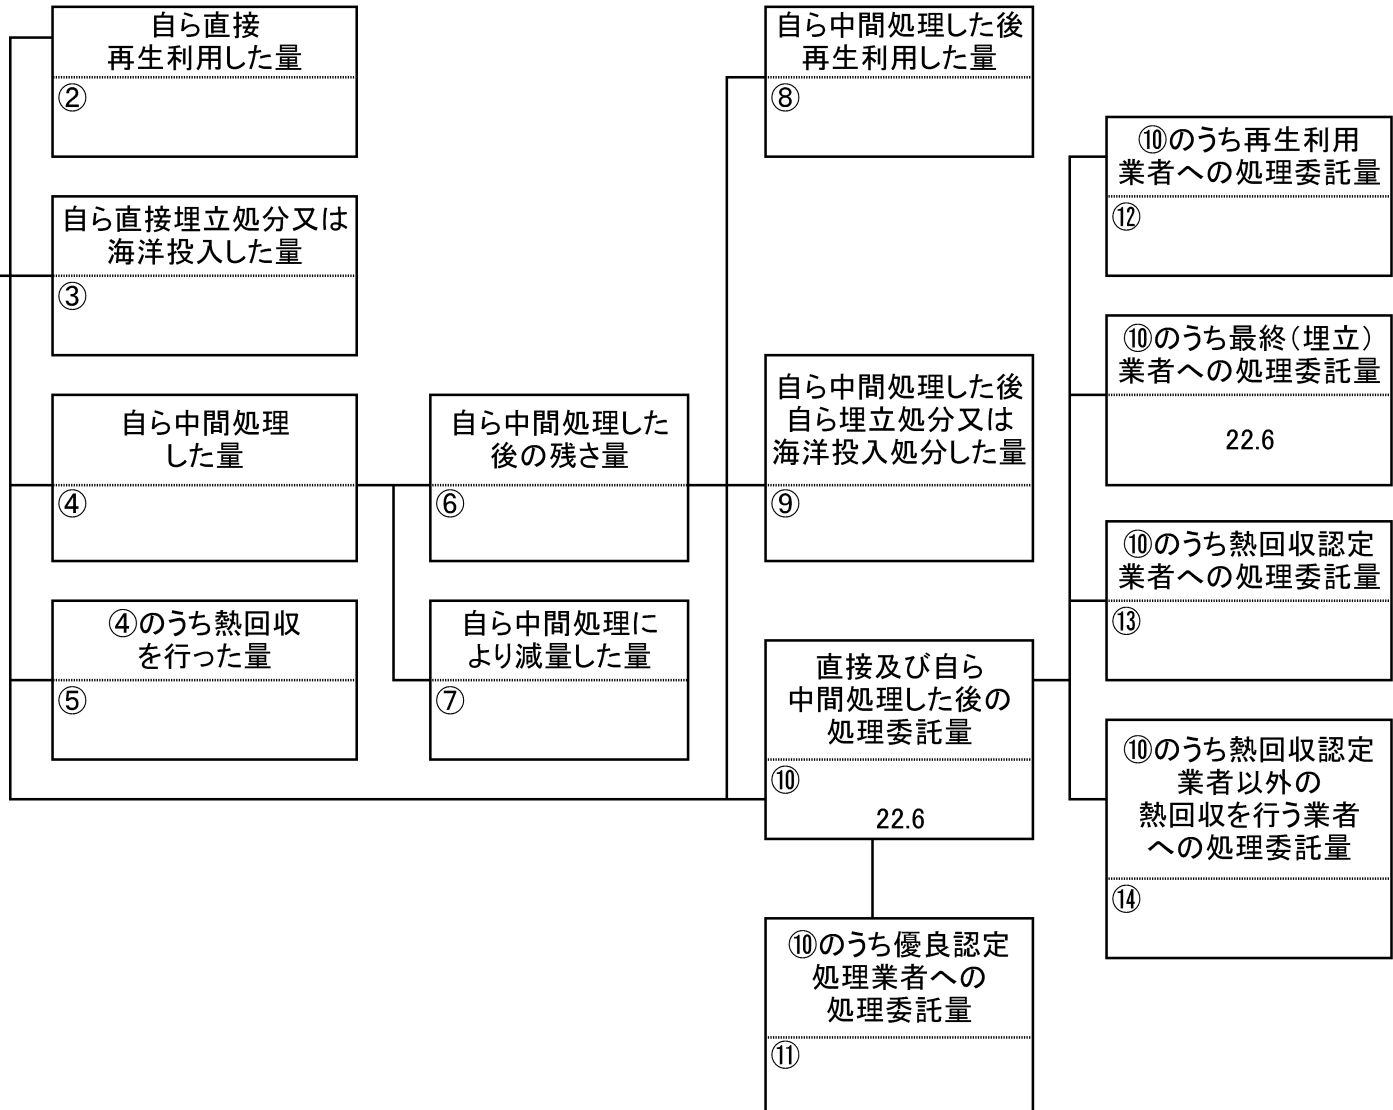 自ら直接
再生利用した量
②
自ら直接埋立処分又は
海洋投入した量
③
自ら中間処理
した量
④
④のうち熱回収
を行った量
⑤
自ら中間処理した
後の残さ量
⑥
自ら中間処理に
より減量した量
⑦
自ら中間処理した後
再生利用した量
⑧
自ら中間処理した後
自ら埋立処分又は
海洋投入処分した量
⑨
直接及び自ら
中間処理した後の
処理委託量
⑩
22.6
⑩のうち優良認定
処理業者への
処理委託量
⑪
⑩のうち再生利用
業者への処理委託量
⑫
⑩のうち最終（埋立）
業者への処理委託量
22.6
⑩のうち熱回収認定
業者への処理委託量
⑬
⑩のうち熱回収認定
業者以外の
熱回収を行う業者
への処理委託量
⑭